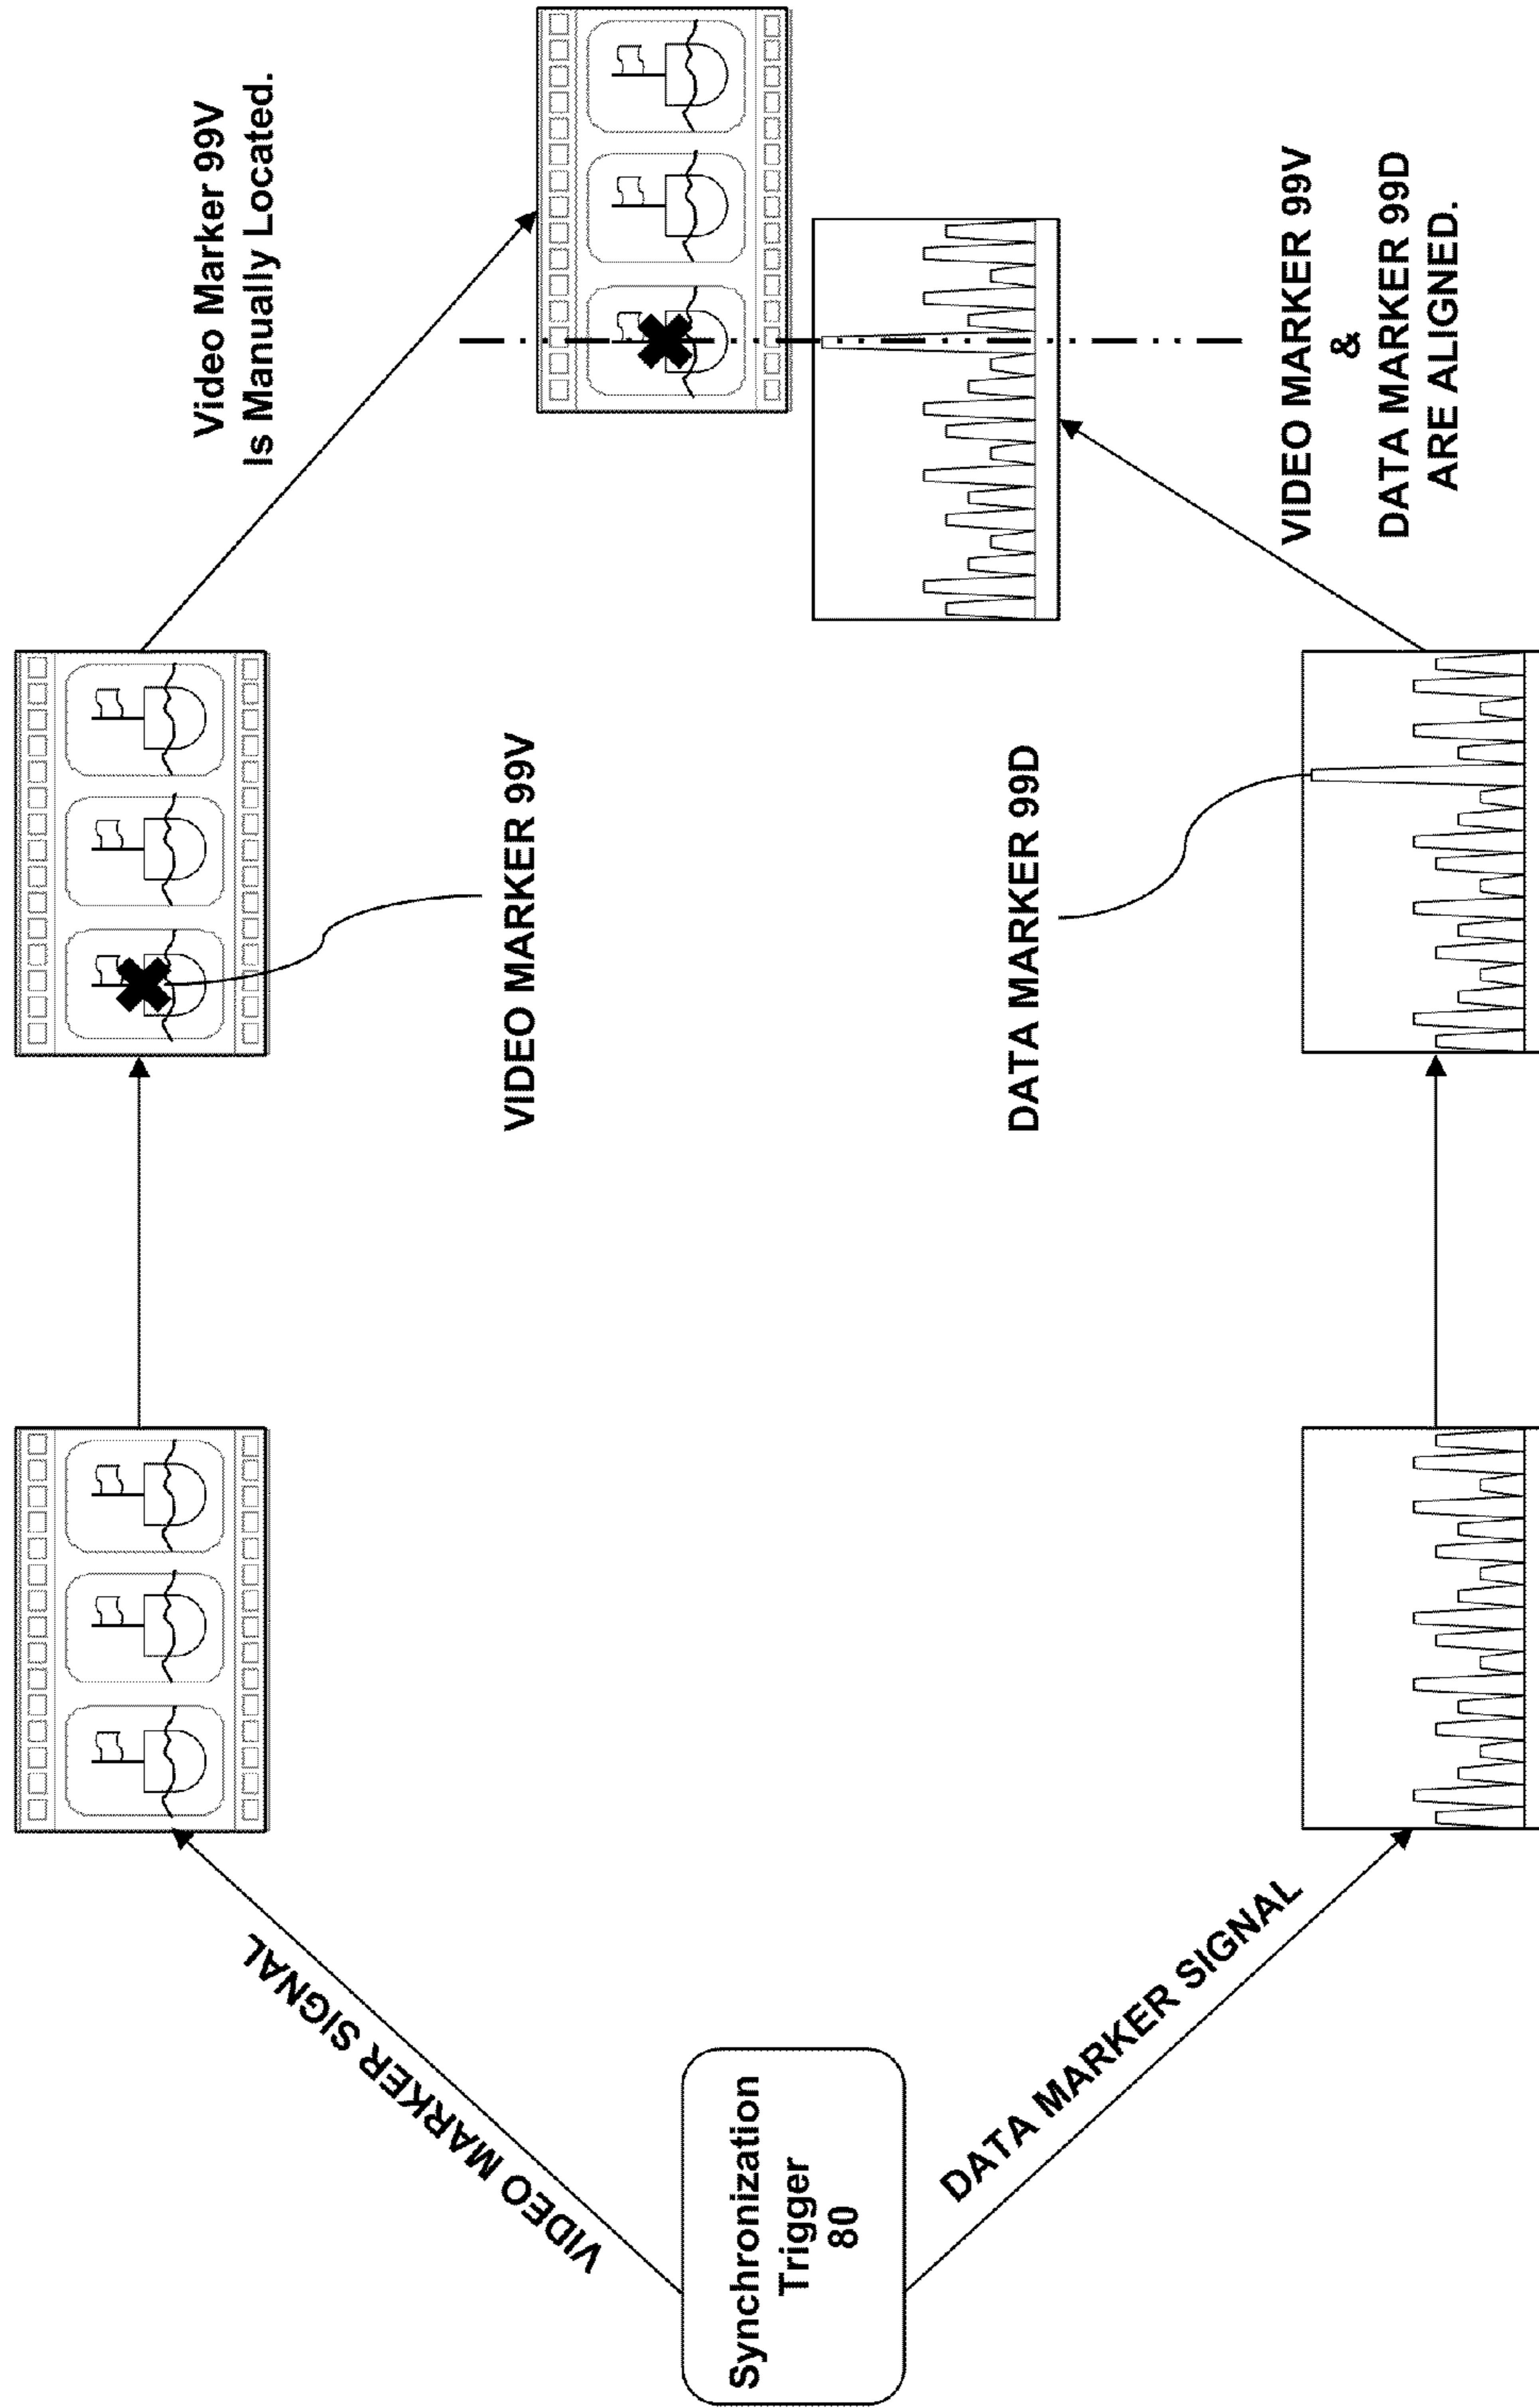 Synchronization
Trigger
80
VIDEO MARKER SIGNAL
DATA MARKER SIGNAL
VIDEO MARKER 99V
DATA MARKER 99D
Video Marker 99V
Is Manually Located.
VIDEO MARKER 99V
&
DATA MARKER 99D
ARE ALIGNED.